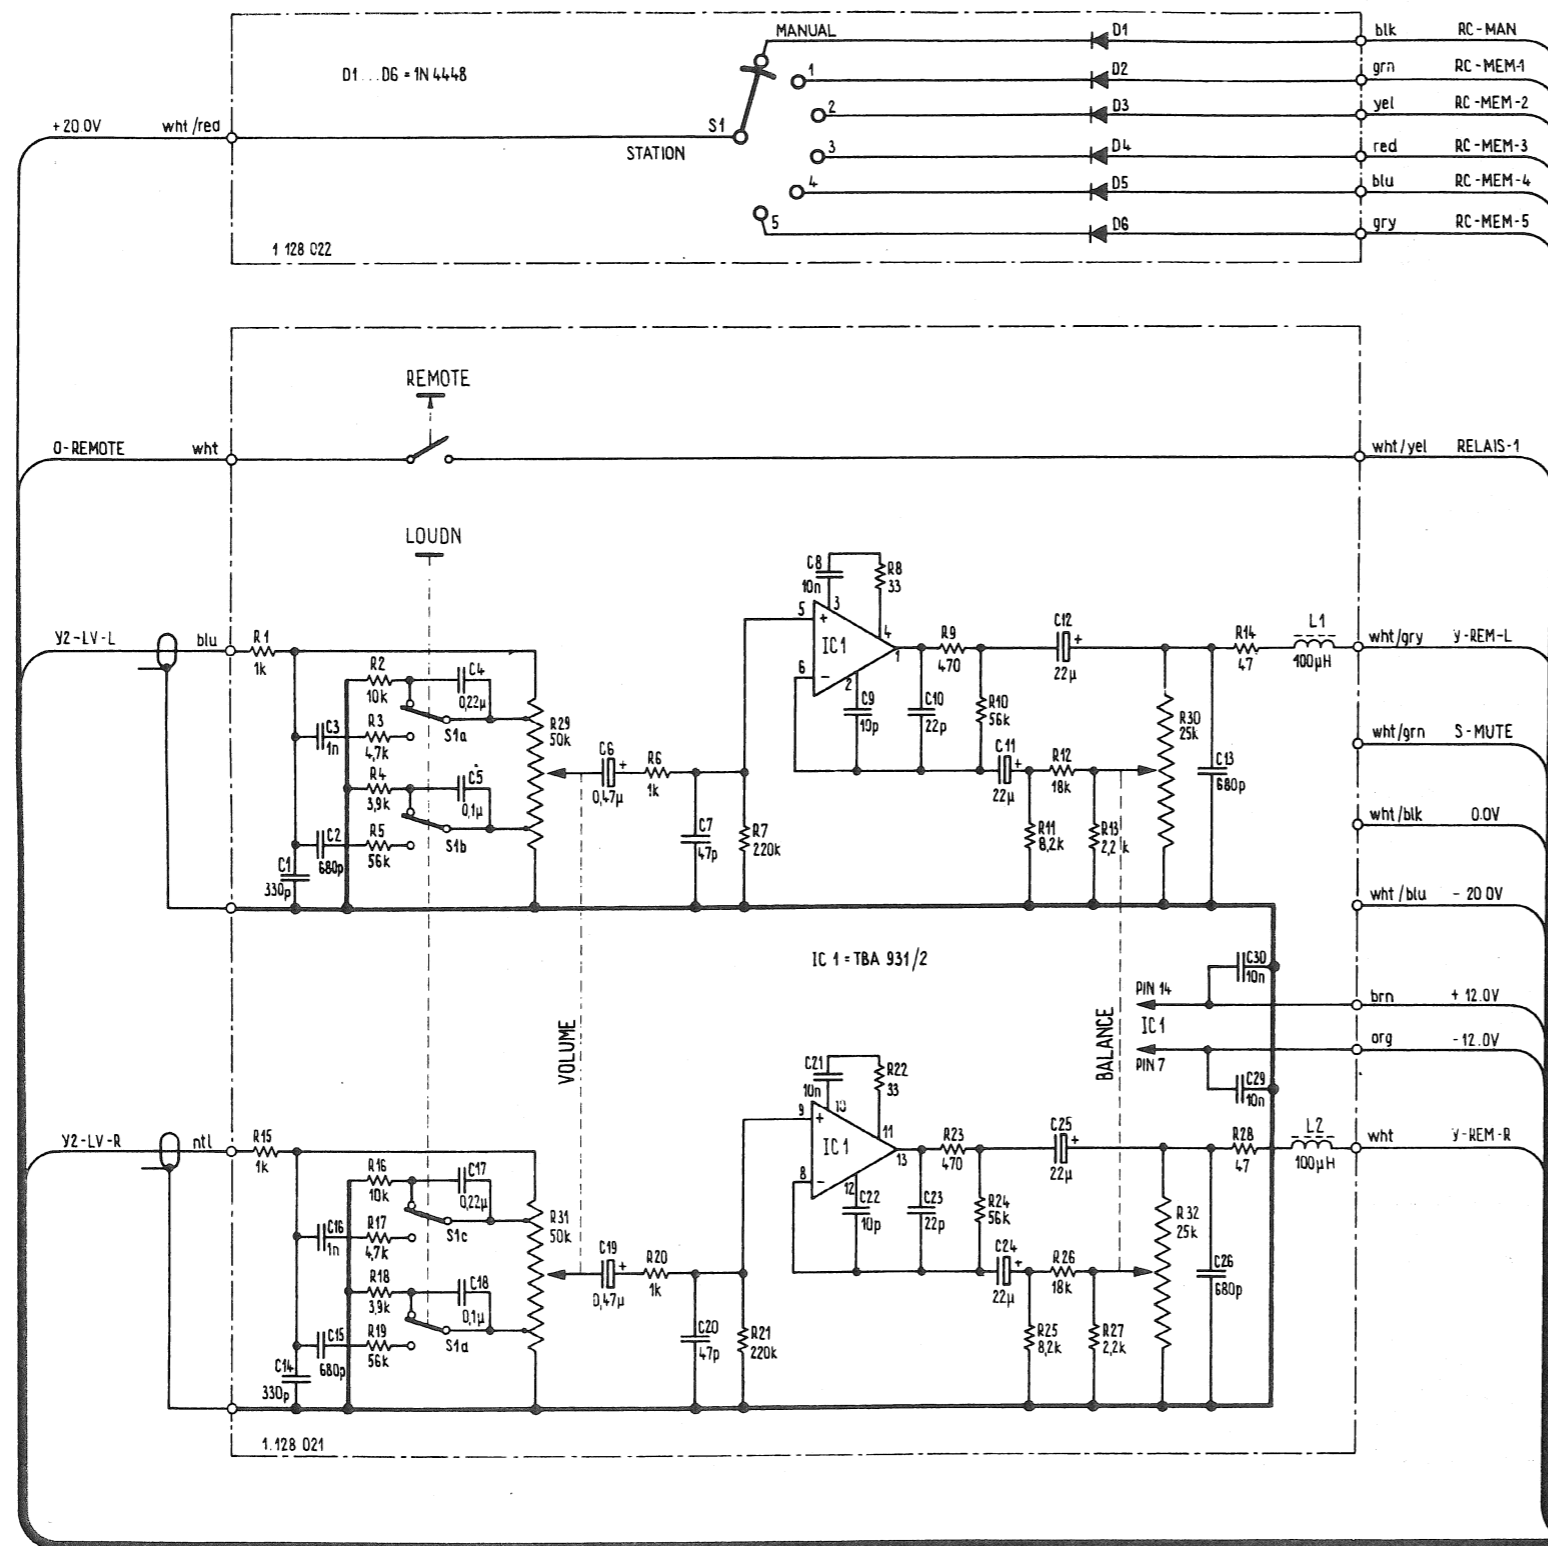 MANUAL
D1
blk RC-MAN
D1...D6 = 1N 4448
1
D2
grn RC-MEM-1
2
D3
yel RC-MEM-2
+20.0V wht/red
S1
STATION
3
D4
red RC-MEM-3
4
D5
blu RC-MEM-4
5
D6
gry RC-MEM-5
1 128 022
REMOTE
0-REMOTE wht
wht/yel RELAIS-1
LOUDN
C8
10n
R8
33
3
5
+
IC1
4
1
6
-
2
Y2-LV-L blu
R1
1k
R2
10k
C4
0,22µ
S1a
C3
1n
R3
4,7k
R4
3,9k
C5
0,1µ
S1b
C2
680p
R5
56k
C1
330p
R29
50k
C6
+
0,47µ
R6
1k
C7
47p
R7
220k
C9
10p
C10
22p
R9
470
R10
56k
C12
+
22µ
C11
+
22µ
R12
18k
R11
8,2k
R13
2,2k
R30
25k
C13
680p
R14
47
L1
100µH
wht/gry Y-REM-L
wht/grn S-MUTE
wht/blk 0.0V
wht/blu - 20 0V
IC 1 = TBA 931/2
C30
10n
PIN 14
brn + 12.0V
IC1
org -12.0V
PIN 7
C29
10n
VOLUME
BALANCE
C21
10n
R22
33
10
9
+
IC1
11
13
8
-
12
Y2-LV-R ntl
R15
1k
R16
10k
C17
0,22µ
S1c
C16
1n
R17
4,7k
R18
3,9k
C18
0,1µ
S1d
C15
680p
R19
56k
C14
330p
R31
50k
C19
+
0,47µ
R20
1k
C20
47p
R21
220k
C22
10p
C23
22p
R23
470
R24
56k
C25
+
22µ
C24
+
22µ
R26
18k
R25
8,2k
R27
2,2k
R32
25k
C26
680p
R28
47
L2
100µH
wht Y-REM-R
1.128 021